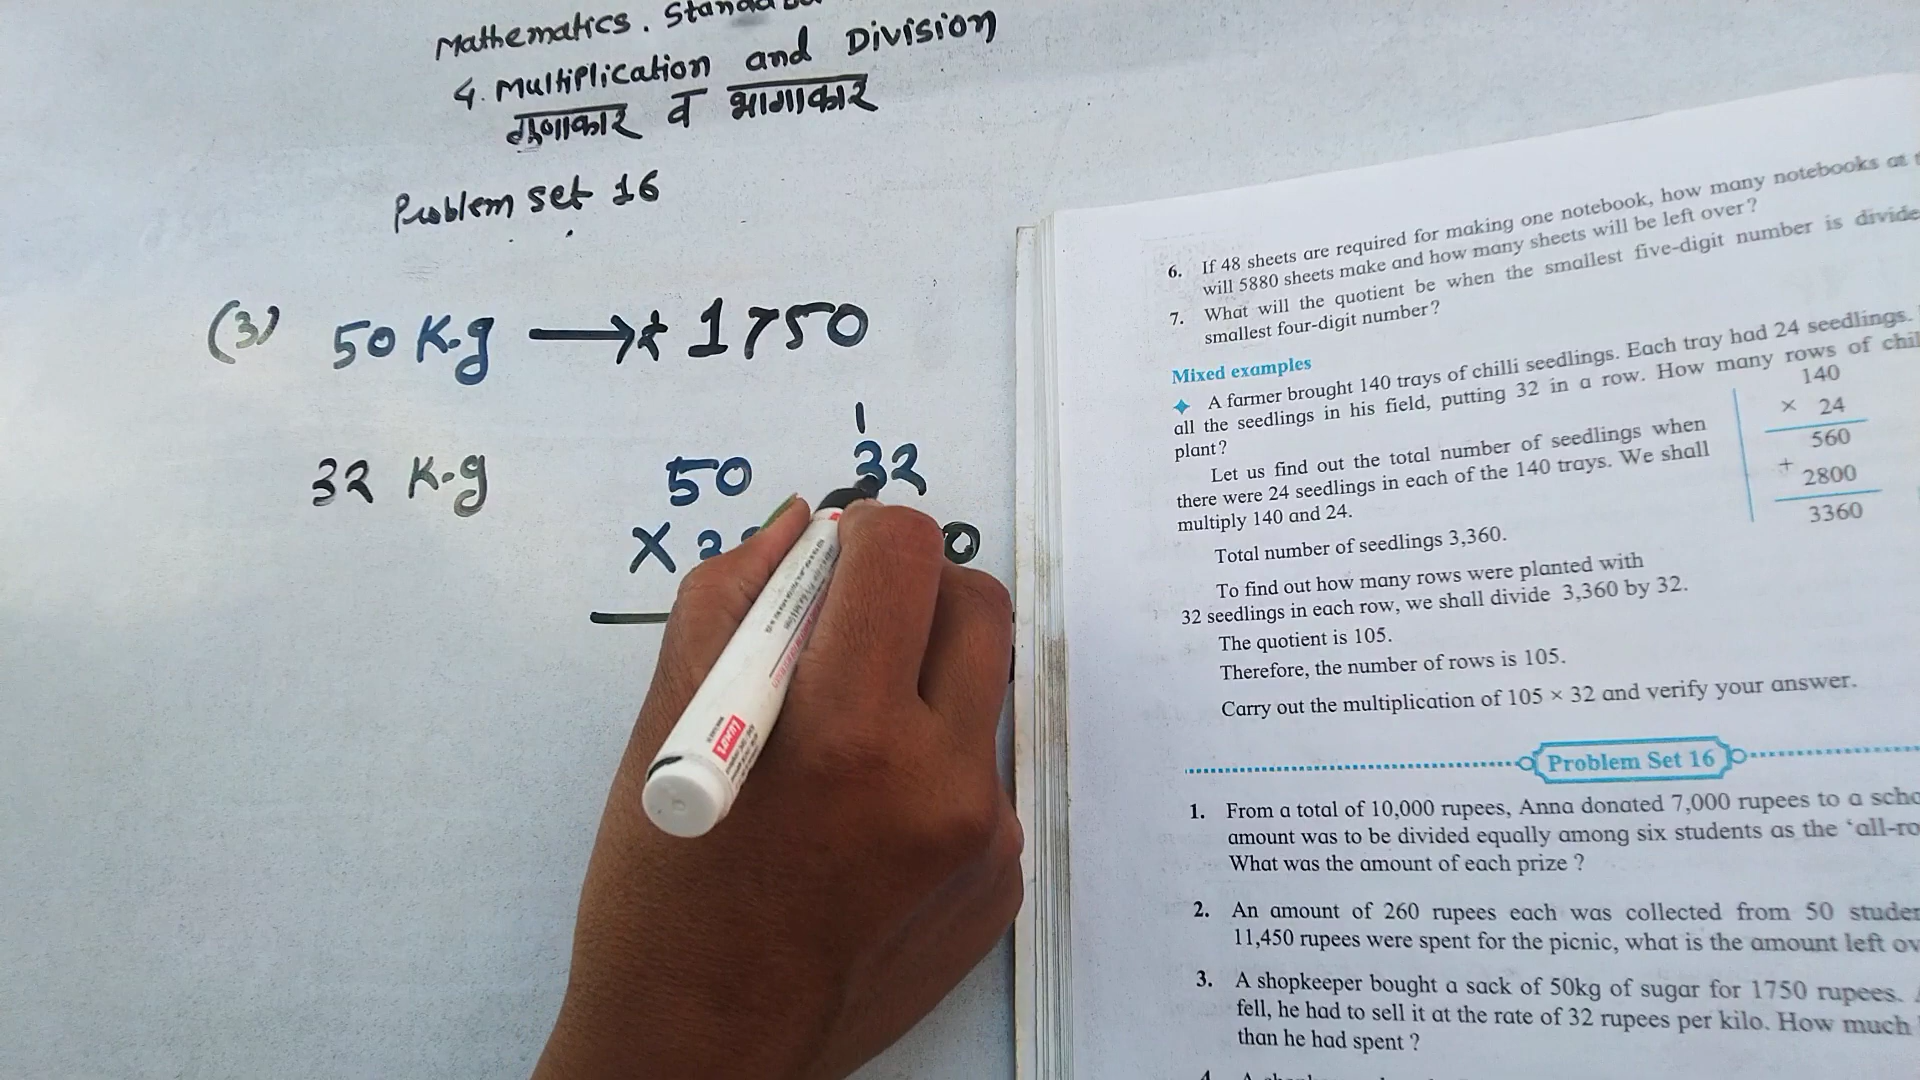 Mathematics. Standard
4. Multiplication and Division
गुणाकार व भागाकार
Problem set 16
(3) 50 K.g → ₹ 1750
1
32 K.g 50 32
X 0
6. If 48 sheets are required for making one notebook, how many notebooks at
will 5880 sheets make and how many sheets will be left over?
7. What will the quotient be when the smallest five-digit number is divide
smallest four-digit number?
Mixed examples
A farmer brought 140 trays of chilli seedlings. Each tray had 24 seedlings.
all the seedlings in his field, putting 32 in a row. How many rows of chil
plant?
Let us find out the total number of seedlings when
there were 24 seedlings in each of the 140 trays. We shall
multiply 140 and 24.
140
× 24
560
+ 2800
3360
Total number of seedlings 3,360.
To find out how many rows were planted with
32 seedlings in each row, we shall divide 3,360 by 32.
The quotient is 105.
Therefore, the number of rows is 105.
Carry out the multiplication of 105 × 32 and verify your answer.
Problem Set 16
1. From a total of 10,000 rupees, Anna donated 7,000 rupees to a scho
amount was to be divided equally among six students as the 'all-ro
What was the amount of each prize ?
2. An amount of 260 rupees each was collected from 50 studen
11,450 rupees were spent for the picnic, what is the amount left ov
3. A shopkeeper bought a sack of 50kg of sugar for 1750 rupees.
fell, he had to sell it at the rate of 32 rupees per kilo. How much
than he had spent ?